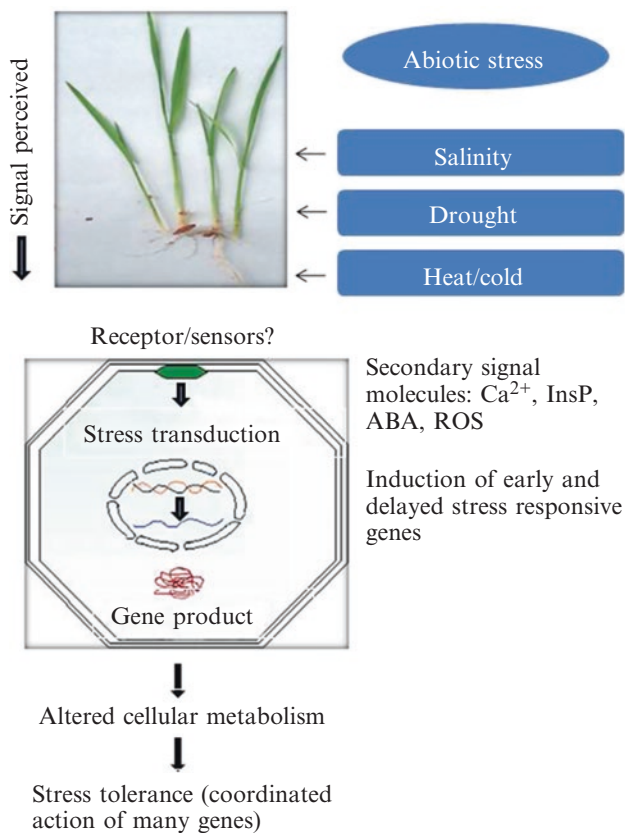 Signal perceived
Abiotic stress
Salinity
Drought
Heat/cold
Receptor/sensors?
Stress transduction
Gene product
Secondary signal
molecules: Ca²⁺, InsP,
ABA, ROS
Induction of early and
delayed stress responsive
genes
Altered cellular metabolism
Stress tolerance (coordinated
action of many genes)